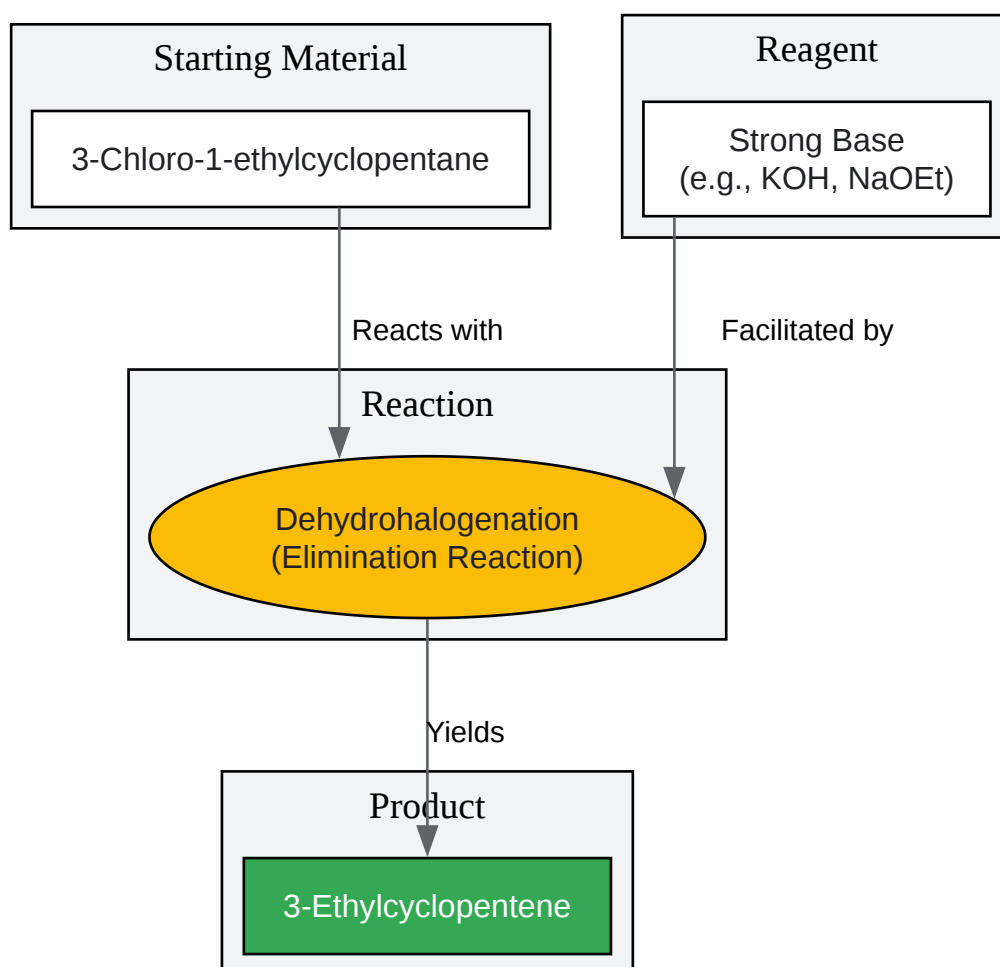 Starting Material
3-Chloro-1-ethylcyclopentane
Reagent
Strong Base
(e.g., KOH, NaOEt)
Reacts with
Facilitated by
Reaction
Dehydrohalogenation
(Elimination Reaction)
Yields
Product
3-Ethylcyclopentene